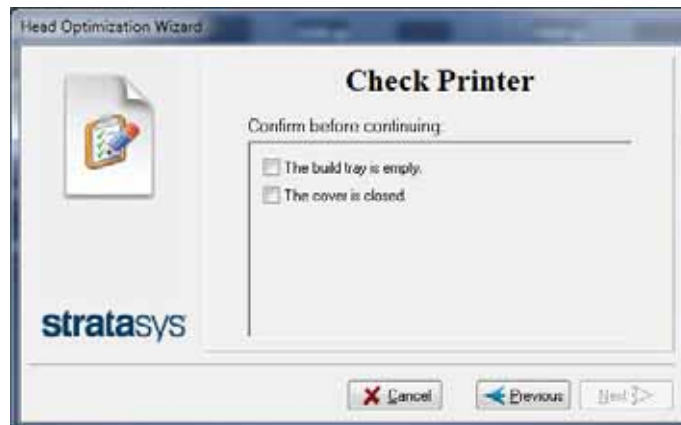 Head Optimization Wizard
Check Printer
Confirm before continuing:
The build tray is empty.
The cover is closed.
stratasys
Cancel
Previous
Next